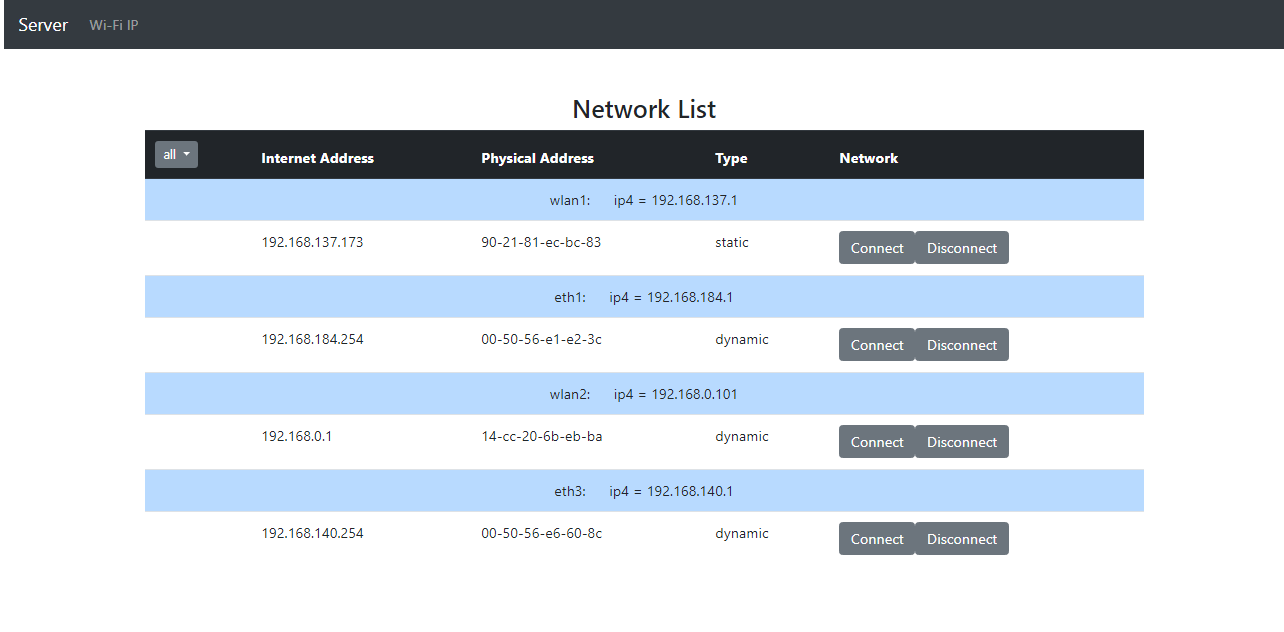 Server Wi-Fi IP
Network List
all Internet Address Physical Address Type Network
wlan1: ip4 = 192.168.137.1
192.168.137.173 90-21-81-ec-bc-83 static Connect Disconnect
eth1: ip4 = 192.168.184.1
192.168.184.254 00-50-56-e1-e2-3c dynamic Connect Disconnect
wlan2: ip4 = 192.168.0.101
192.168.0.1 14-cc-20-6b-eb-ba dynamic Connect Disconnect
eth3: ip4 = 192.168.140.1
192.168.140.254 00-50-56-e6-60-8c dynamic Connect Disconnect